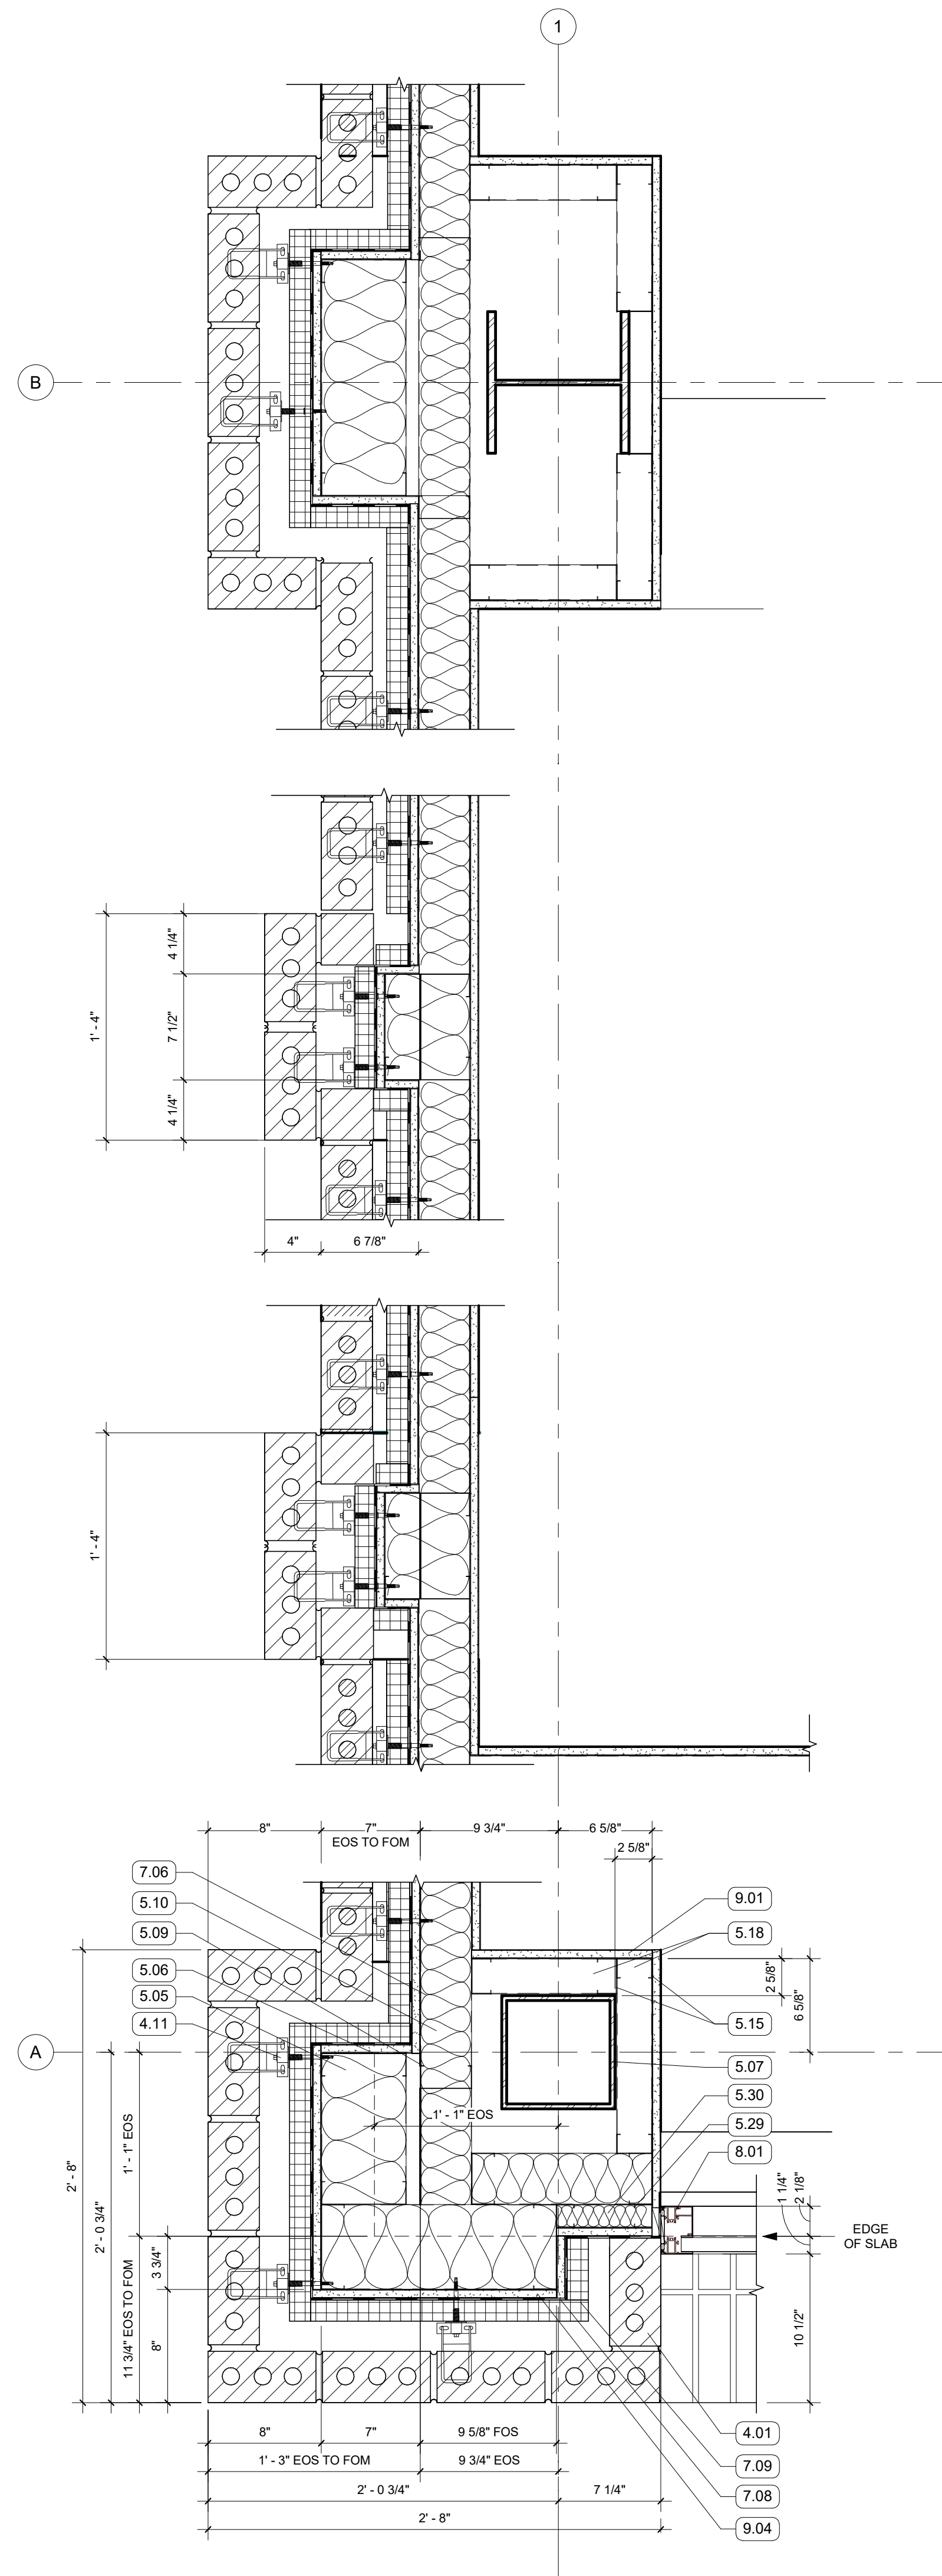 1
B
4 1/4"
1' - 4"
7 1/2"
4 1/4"
4"
6 7/8"
1' - 4"
8"
7"
EOS TO FOM
9 3/4"
6 5/8"
2 5/8"
7.06
5.10
5.09
5.06
5.05
4.11
9.01
5.18
5.15
5.07
5.30
5.29
8.01
2 5/8"
6 5/8"
A
1' - 1" EOS
1' - 1" EOS
2' - 8"
2' - 0 3/4"
11 3/4" EOS TO FOM
3 3/4"
8"
1 1/4"
2 1/8"
EDGE
OF SLAB
10 1/2"
8"
7"
9 5/8" FOS
1' - 3" EOS TO FOM
9 3/4" EOS
2' - 0 3/4"
7 1/4"
2' - 8"
4.01
7.09
7.08
9.04